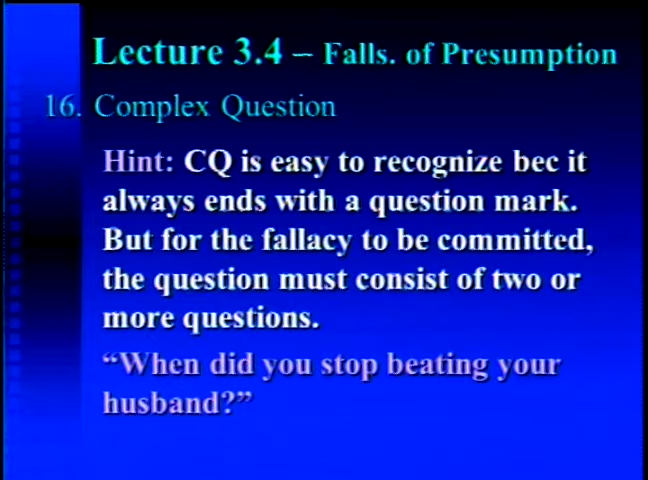 Lecture 3.4 – Falls. of Presumption
16. Complex Question
Hint: CQ is easy to recognize bec it
always ends with a question mark.
But for the fallacy to be committed,
the question must consist of two or
more questions.
“When did you stop beating your
husband?”